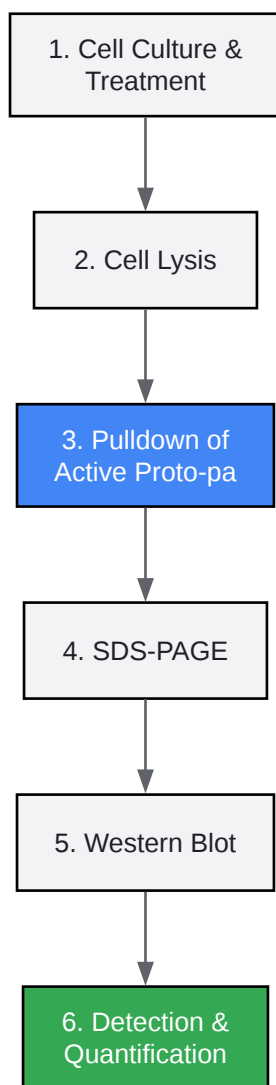 1. Cell Culture &
Treatment
2. Cell Lysis
3. Pulldown of
Active Proto-pa
4. SDS-PAGE
5. Western Blot
6. Detection &
Quantification